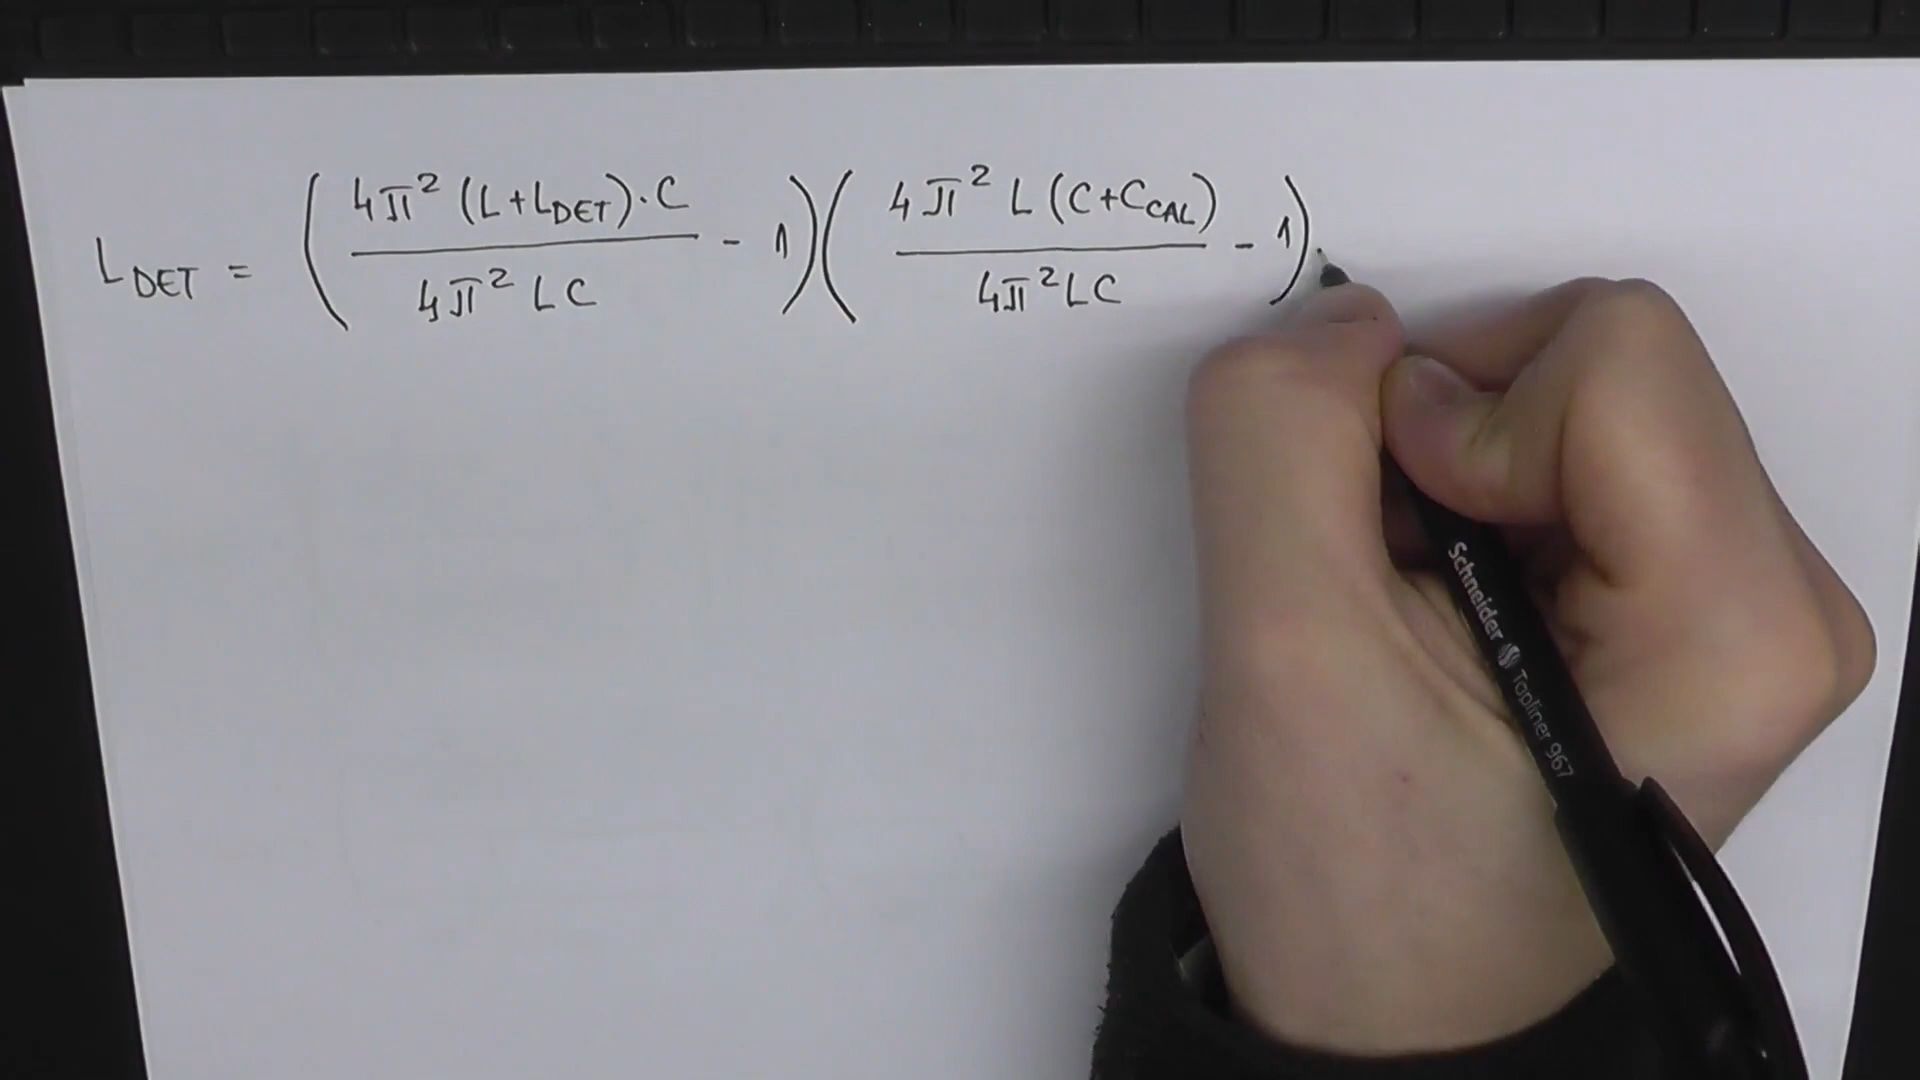 L_DET = ( 4π² (L+L_DET)·C / 4π² LC - 1 )( 4π² L (C+C_CAL) / 4π² LC - 1 ) ·
Schneider Topliner 967